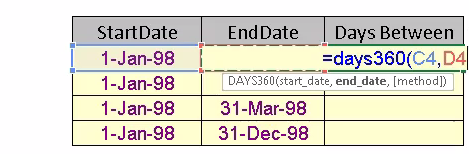 StartDate EndDate Days Between
1-Jan-98 =days360(C4,D4
1-Jan-98
DAYS360(start_date, end_date, [method])
1-Jan-98 31-Mar-98
1-Jan-98 31-Dec-98